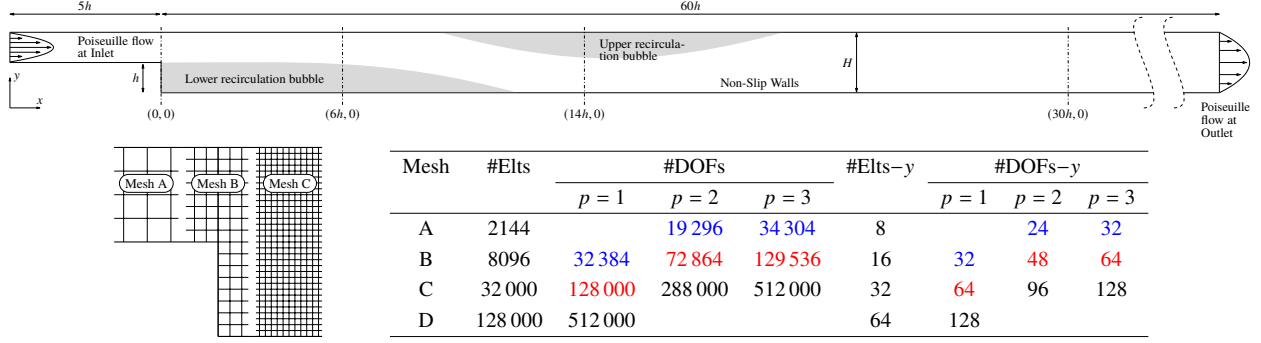 5h 60h
Poiseuille flow
at Inlet
Upper recircula-
tion bubble
h Lower recirculation bubble H
Non-Slip Walls
y
x
(0, 0) (6h, 0) (14h, 0) (30h, 0)
Poiseuille
flow at
Outlet
Mesh A Mesh B Mesh C
Mesh #Elts #DOFs #Elts−y #DOFs−y
p = 1 p = 2 p = 3 p = 1 p = 2 p = 3
A 2144 19 296 34 304 8 24 32
B 8096 32 384 72 864 129 536 16 32 48 64
C 32 000 128 000 288 000 512 000 32 64 96 128
D 128 000 512 000 64 128